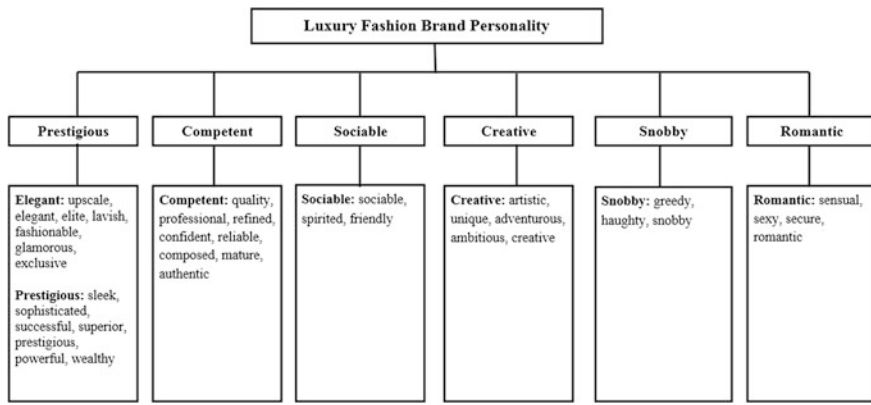 Luxury Fashion Brand Personality
Prestigious
Competent
Sociable
Creative
Snobby
Romantic
Elegant: upscale,
elegant, elite, lavish,
fashionable,
glamorous,
exclusive
Prestigious: sleek,
sophisticated,
successful, superior,
prestigious,
powerful, wealthy
Competent: quality,
professional, refined,
confident, reliable,
composed, mature,
authentic
Sociable: sociable,
spirited, friendly
Creative: artistic,
unique, adventurous,
ambitious, creative
Snobby: greedy,
haughty, snobby
Romantic: sensual,
sexy, secure,
romantic